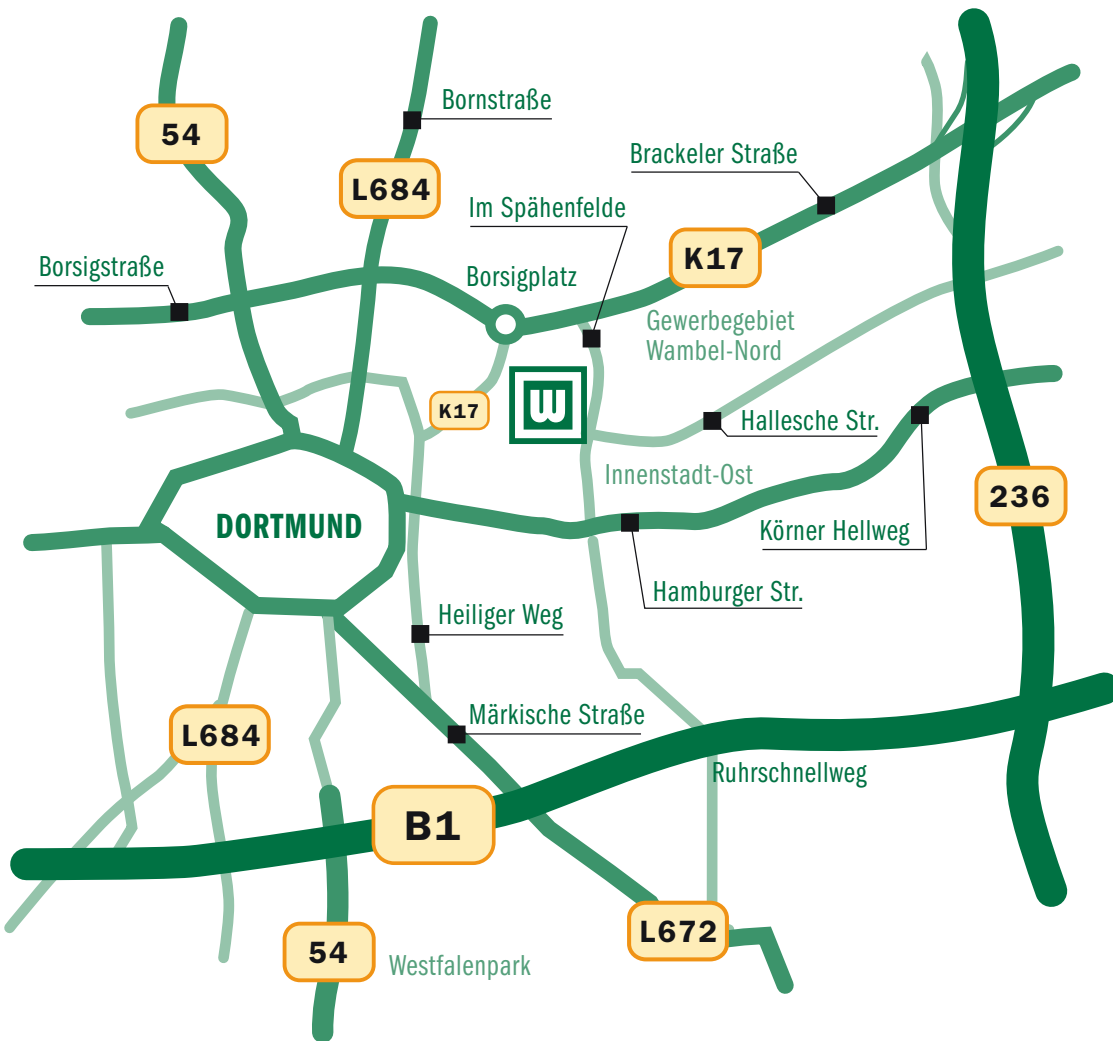 Bornstraße
54
Brackeler Straße
L684
Im Spähenfelde
K17
Borsigstraße
Borsigplatz
Gewerbegebiet
Wambel-Nord
K17
W
Hallesche Str.
Innenstadt-Ost
236
DORTMUND
Körner Hellweg
Hamburger Str.
Heiliger Weg
Märkische Straße
L684
Ruhrschnellweg
B1
L672
54
Westfalenpark